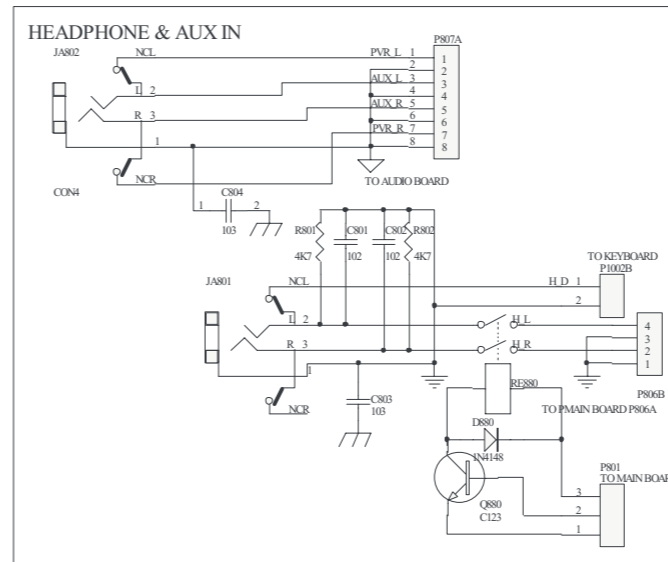 HEADPHONE & AUX IN
JA802
NCL
PVR_L 1
P807A
1
2
2
L 2
AUX_L 3
3
4
4
R 3
AUX_R 5
5
6
6
PVR_R 7
7
1
8
8
CON4
NCR
TO AUDIO BOARD
C804
1
2
103
R801
C801
C802
R802
4K7
102
102
4K7
TO KEYBOARD
P1002B
JA801
NCL
H_D 1
2
L 2
H_L
4
3
R 3
H_R
2
1
1
RE880
NCR
C803
103
P806B
TO PMAIN BOARD P806A
D880
1N4148
P801
TO MAIN BOAR
3
2
Q880
C123
1